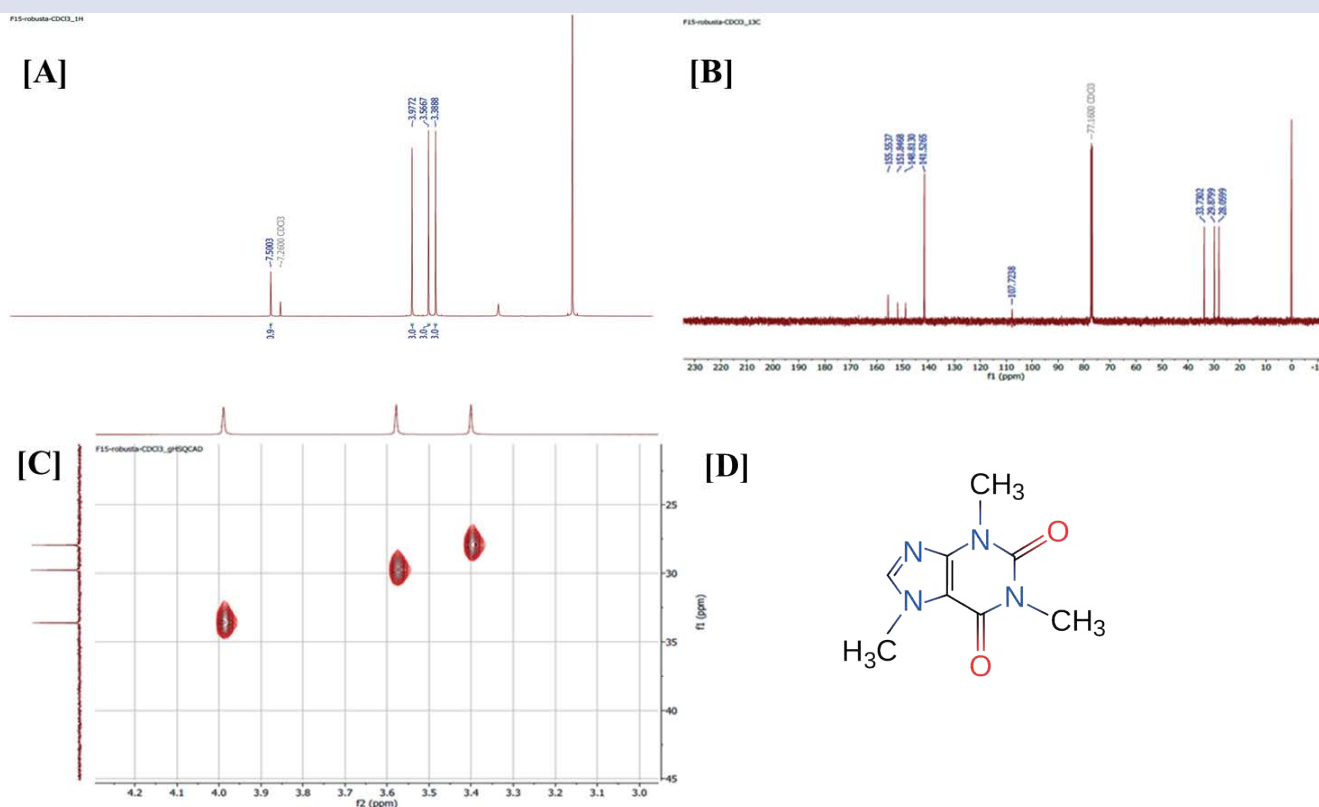 F15-robusta-CDCl3_1H
[A]
3.9772
3.5667
3.3888
7.5003
7.2600 CDCl3
0.9
3.0
3.0
3.0
F15-robusta-CDCl3_13C
[B]
155.5537
151.8468
148.8130
141.5265
107.7238
77.1600 CDCl3
33.7302
29.8799
28.0599
230 220 210 200 190 180 170 160 150 140 130 120 110 100 90 80 70 60 50 40 30 20 10 0 -1
f1 (ppm)
[C]
F15-robusta-CDCl3_gHSQCAD
25
30
35
40
45
f1 (ppm)
4.2 4.1 4.0 3.9 3.8 3.7 3.6 3.5 3.4 3.3 3.2 3.1 3.0
f2 (ppm)
[D]
CH3
N N O
N N
CH3
H3C
O